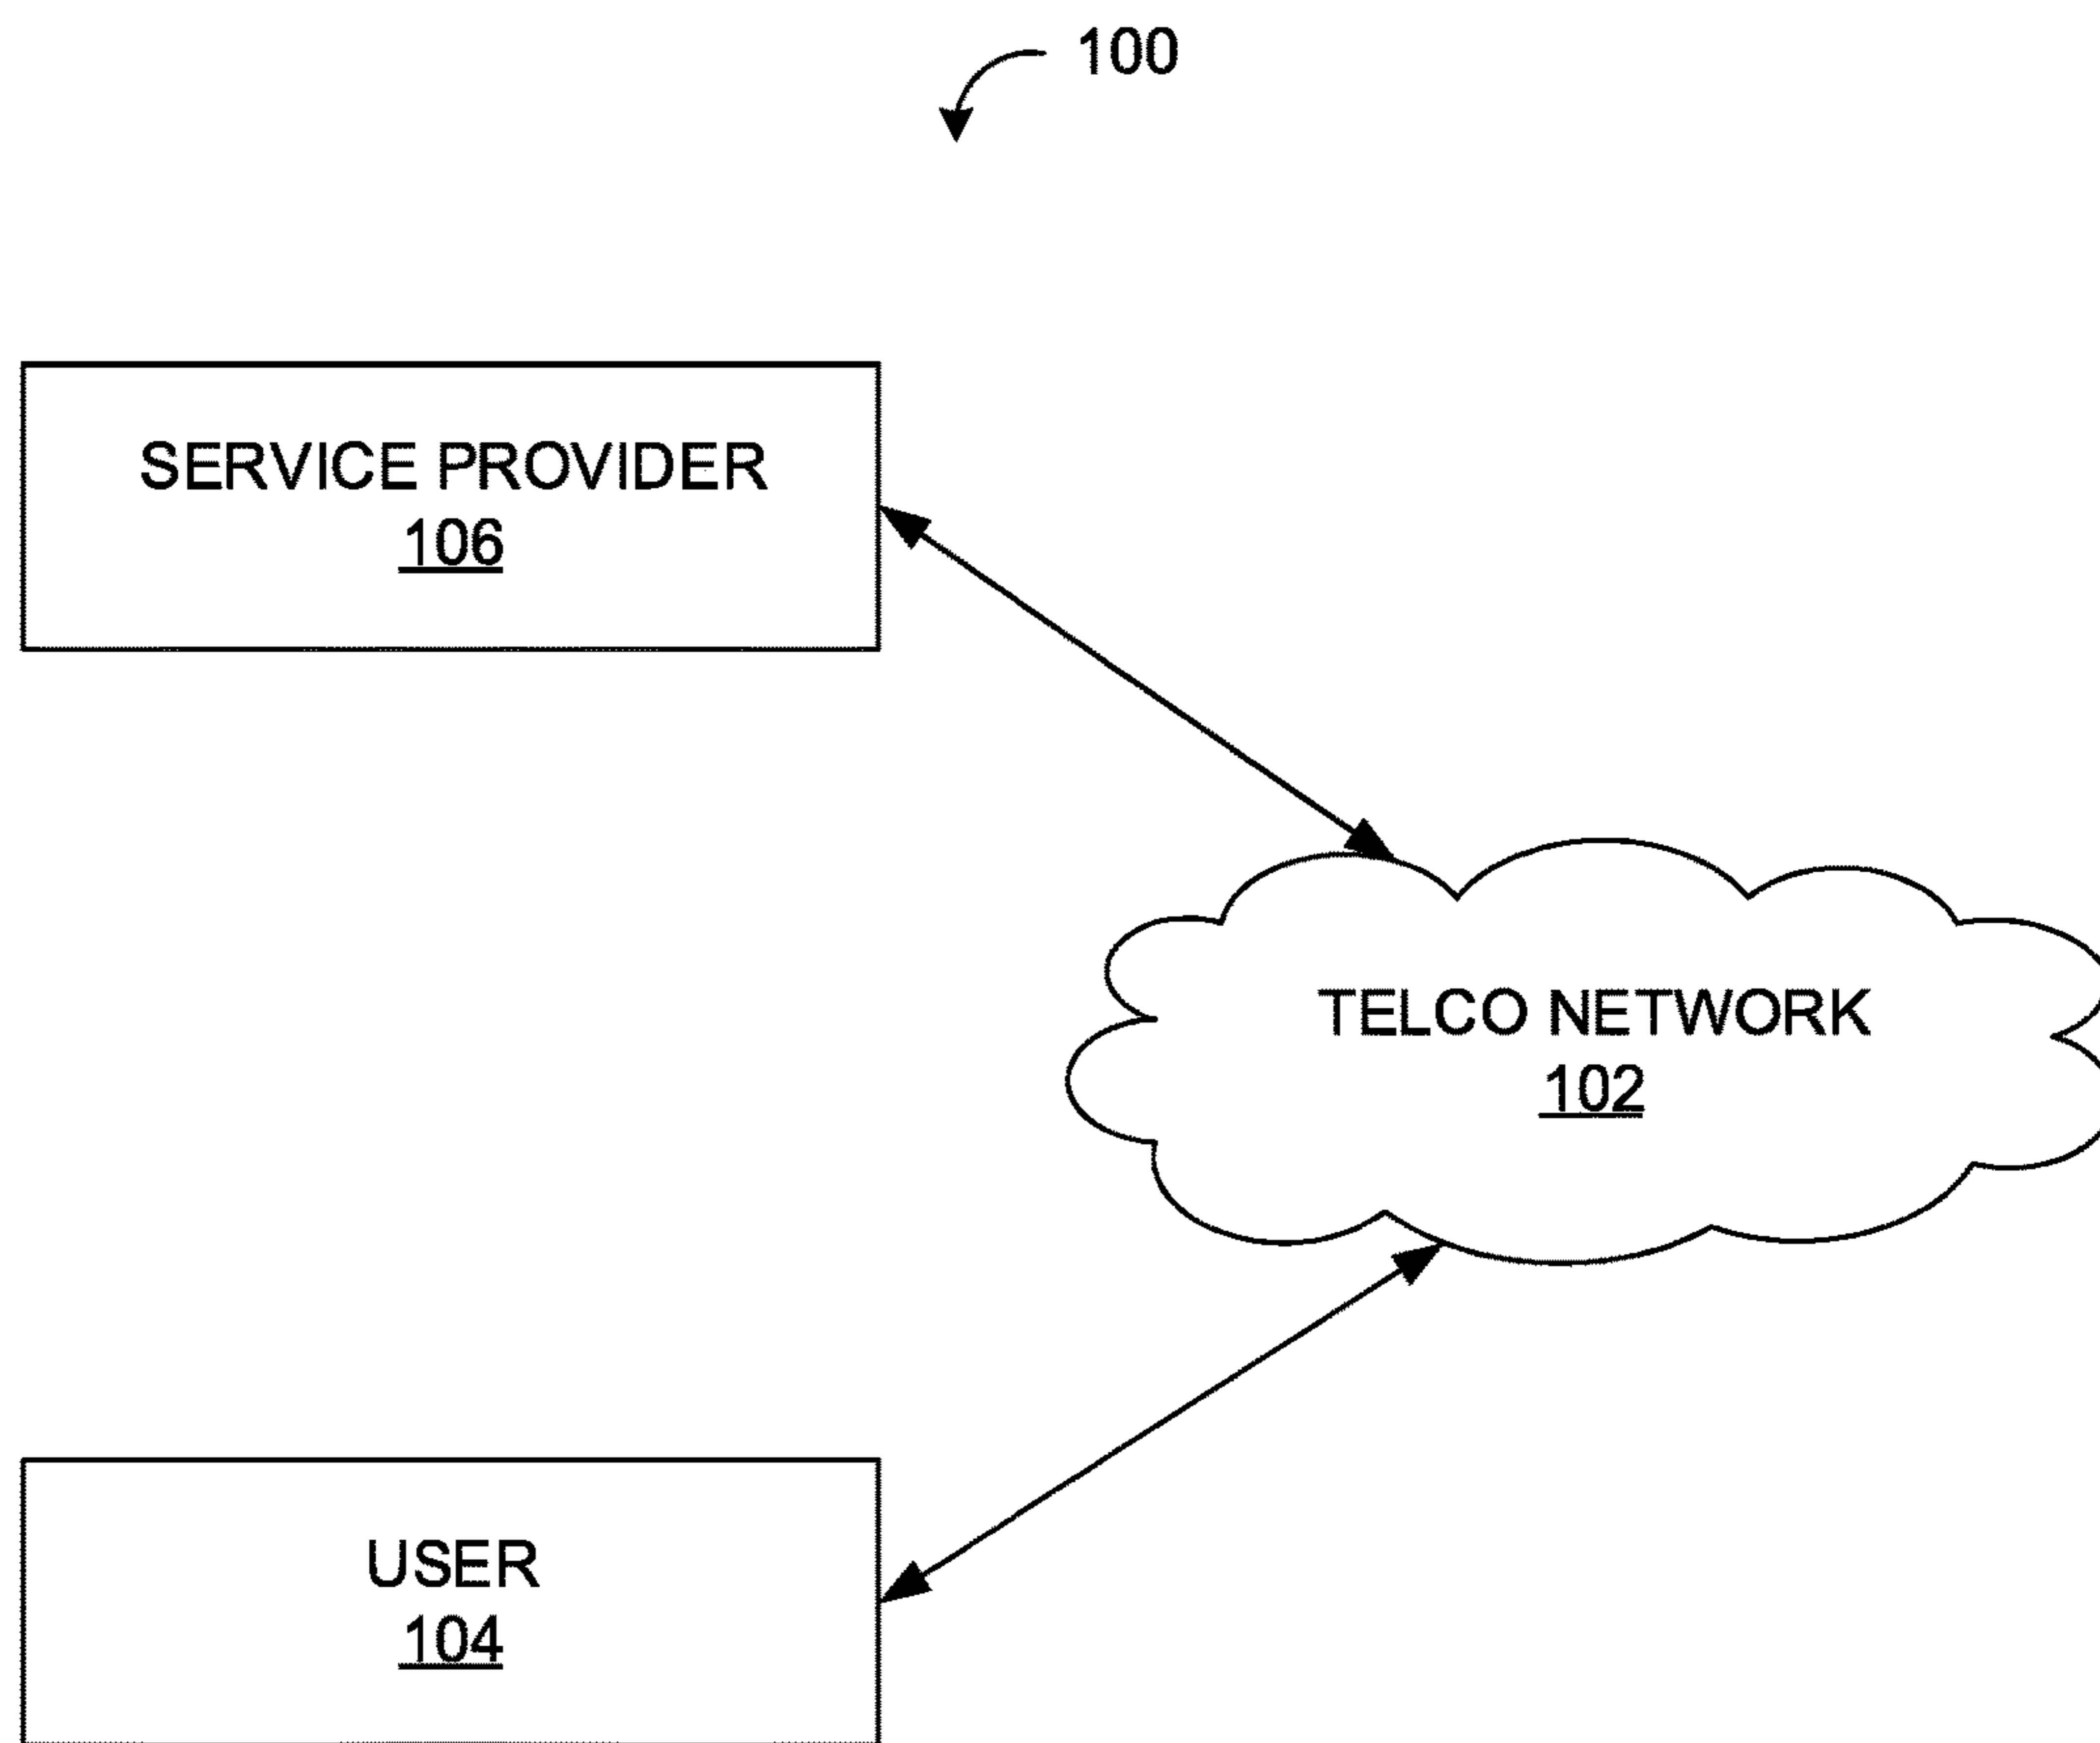 100
SERVICE PROVIDER
106
TELCO NETWORK
102
USER
104